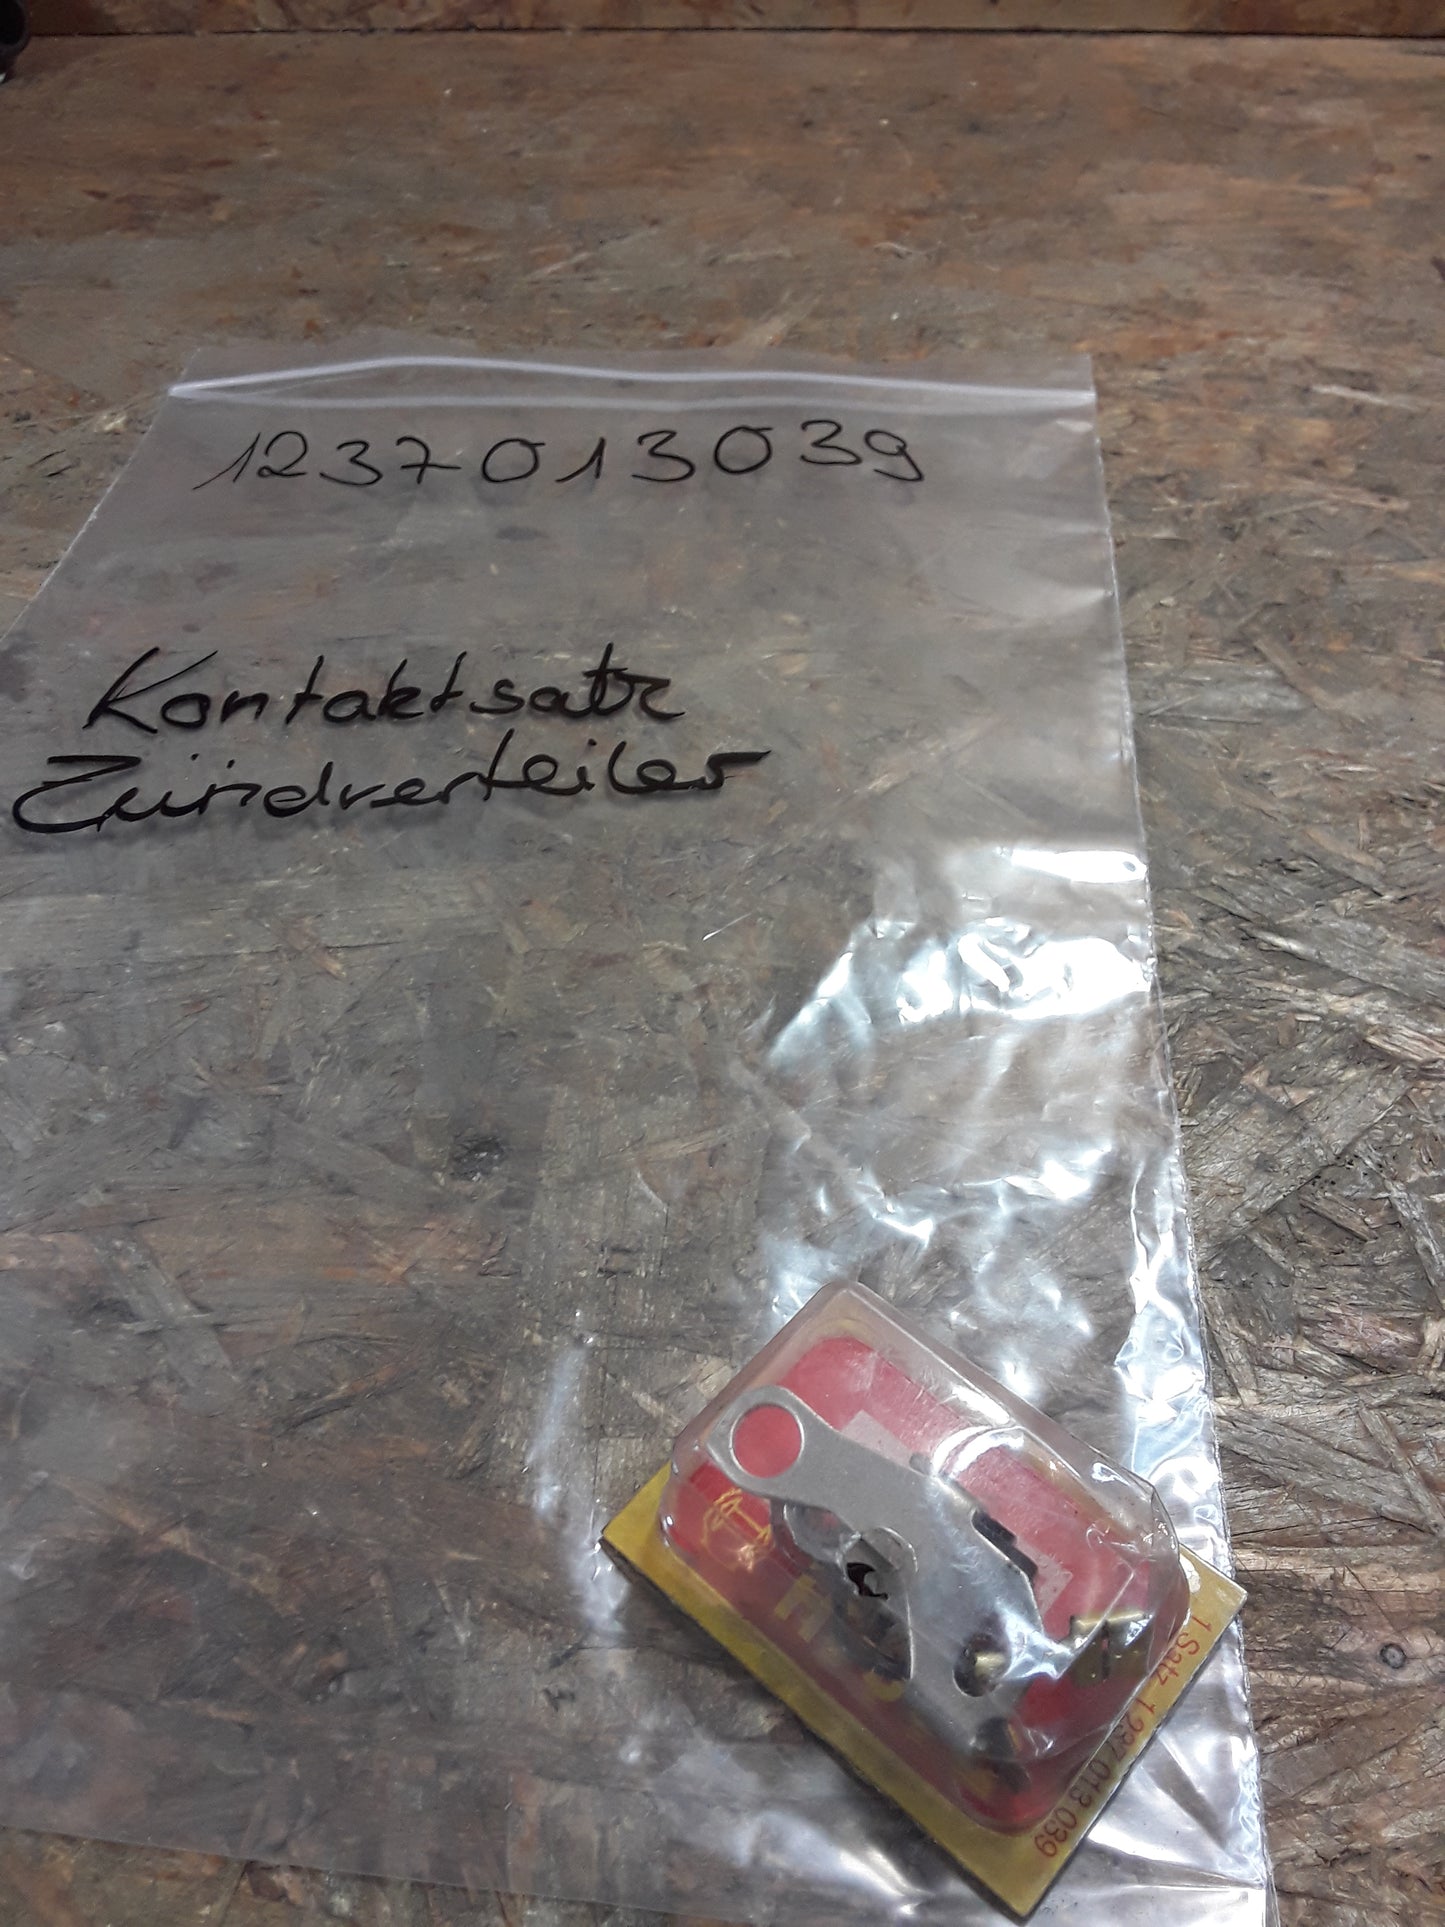 1237013039
Kontaktsatz
Zündverteiler
1 Satz 1 237 013 039